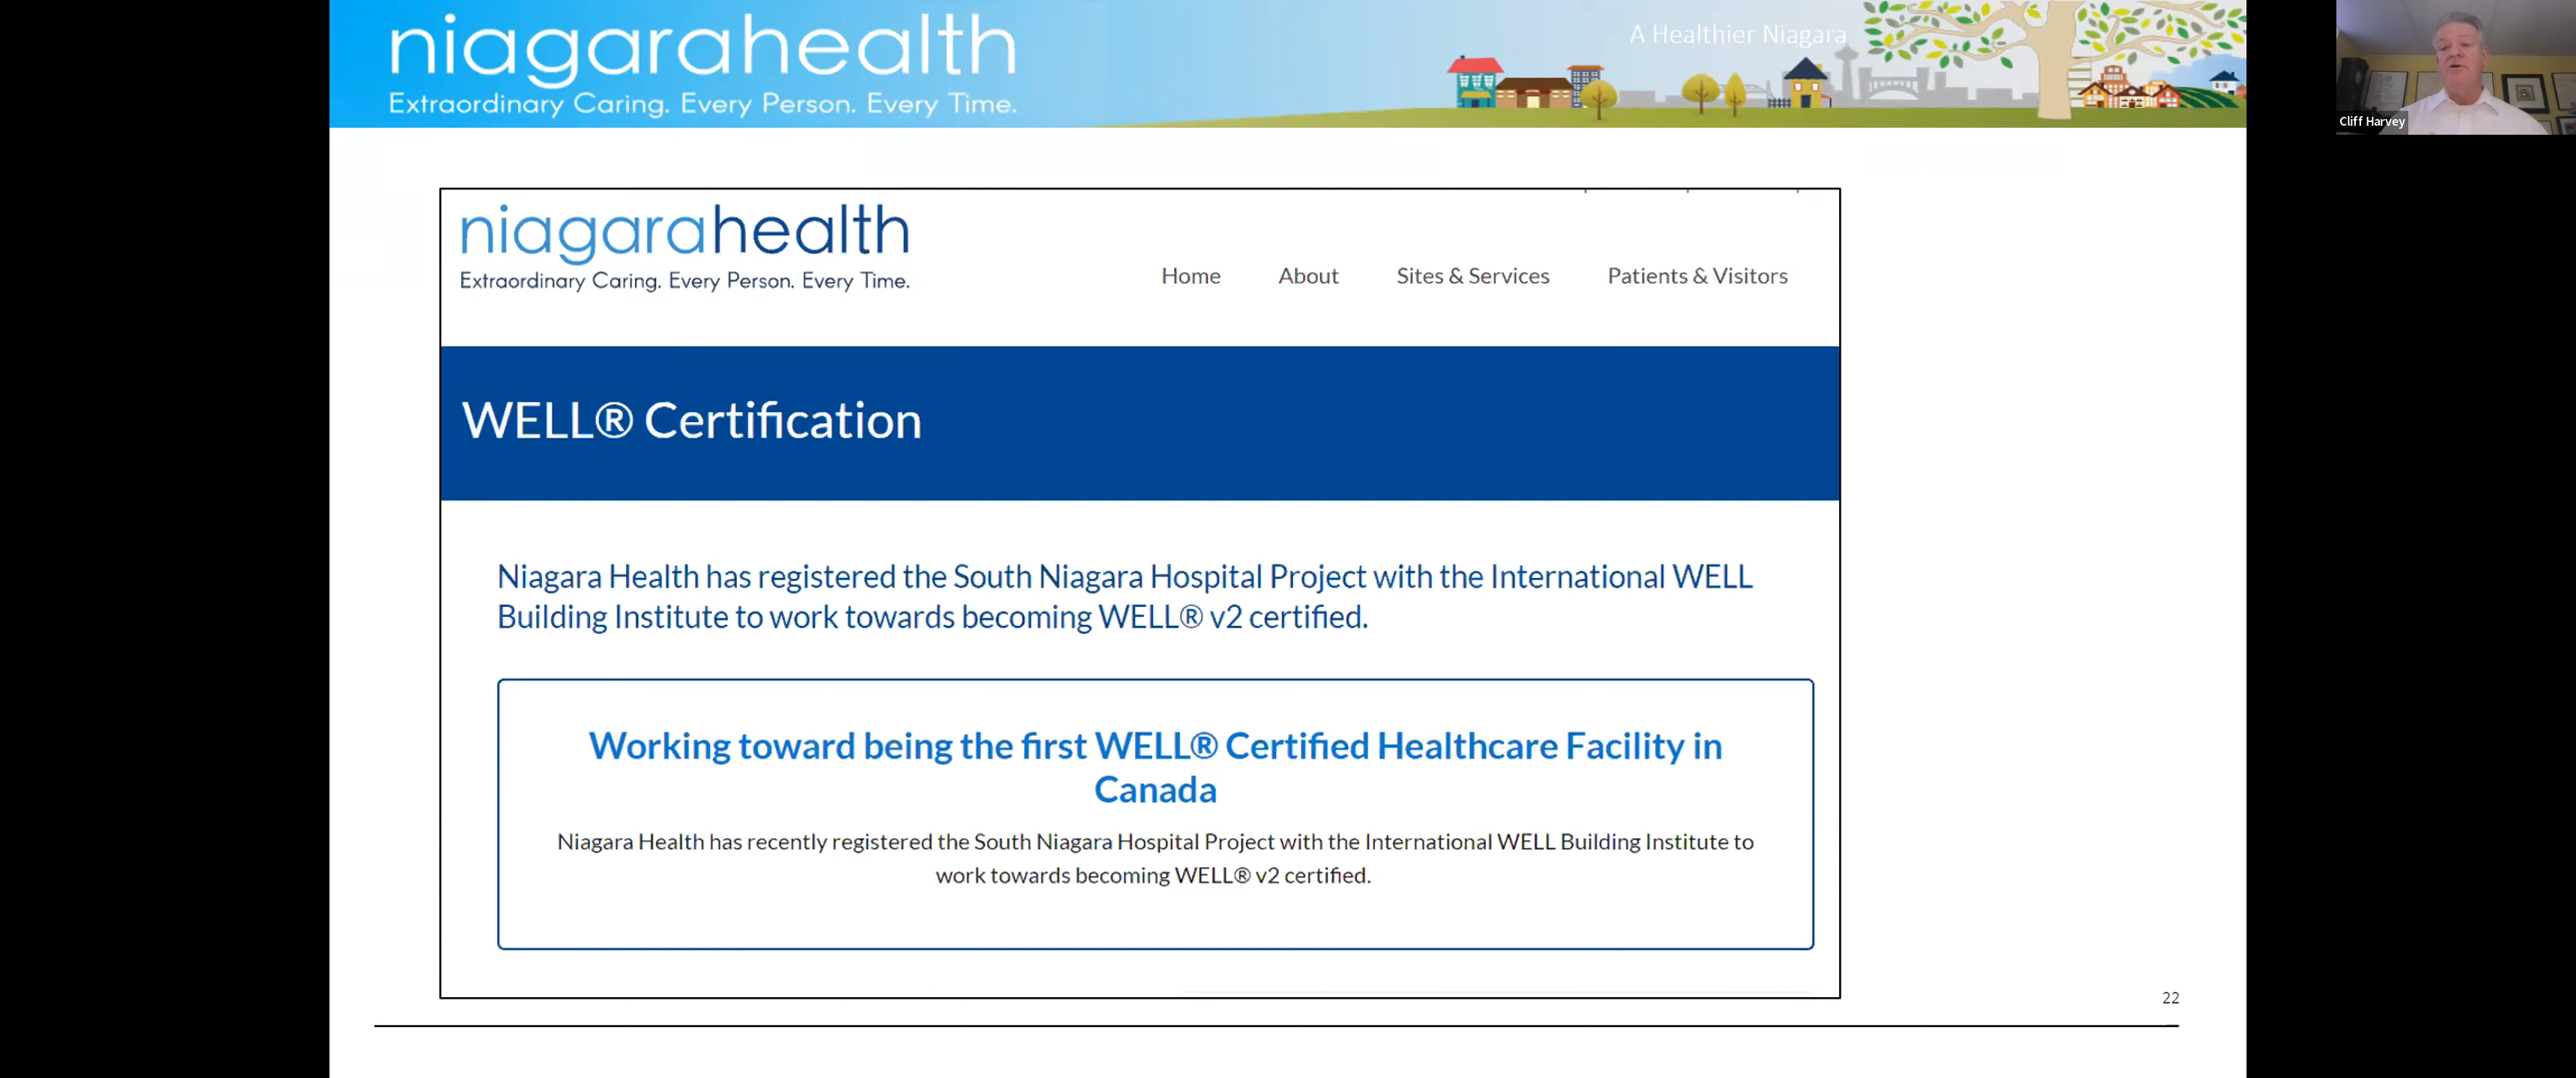 niagarahealth
Extraordinary Caring. Every Person. Every Time.
A Healthier Niagara
Cliff Harvey
niagarahealth
Extraordinary Caring. Every Person. Every Time.
Home About Sites & Services Patients & Visitors
WELL® Certification
Niagara Health has registered the South Niagara Hospital Project with the International WELL
Building Institute to work towards becoming WELL® v2 certified.
Working toward being the first WELL® Certified Healthcare Facility in
Canada
Niagara Health has recently registered the South Niagara Hospital Project with the International WELL Building Institute to
work towards becoming WELL® v2 certified.
22